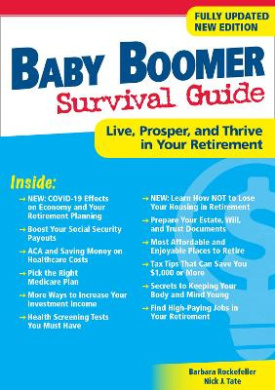 FULLY UPDATED
NEW EDITION
BABY BOOMER
Survival Guide
Live, Prosper, and Thrive
in Your Retirement
Inside:
→ NEW: COVID-19 Effects
on Economy and Your
Retirement Planning
→ Boost Your Social Security
Payouts
→ ACA and Saving Money on
Healthcare Costs
→ Pick the Right
Medicare Plan
→ More Ways to Increase Your
Investment Income
→ Health Screening Tests
You Must Have
→ NEW: Learn How NOT to Lose
Your Housing in Retirement
→ Prepare Your Estate, Will,
and Trust Documents
→ Most Affordable and
Enjoyable Places to Retire
→ Tax Tips That Can Save You
$1,000 or More
→ Secrets to Keeping Your
Body and Mind Young
→ Find High-Paying Jobs in
Your Retirement
Barbara Rockefeller
Nick J. Tate